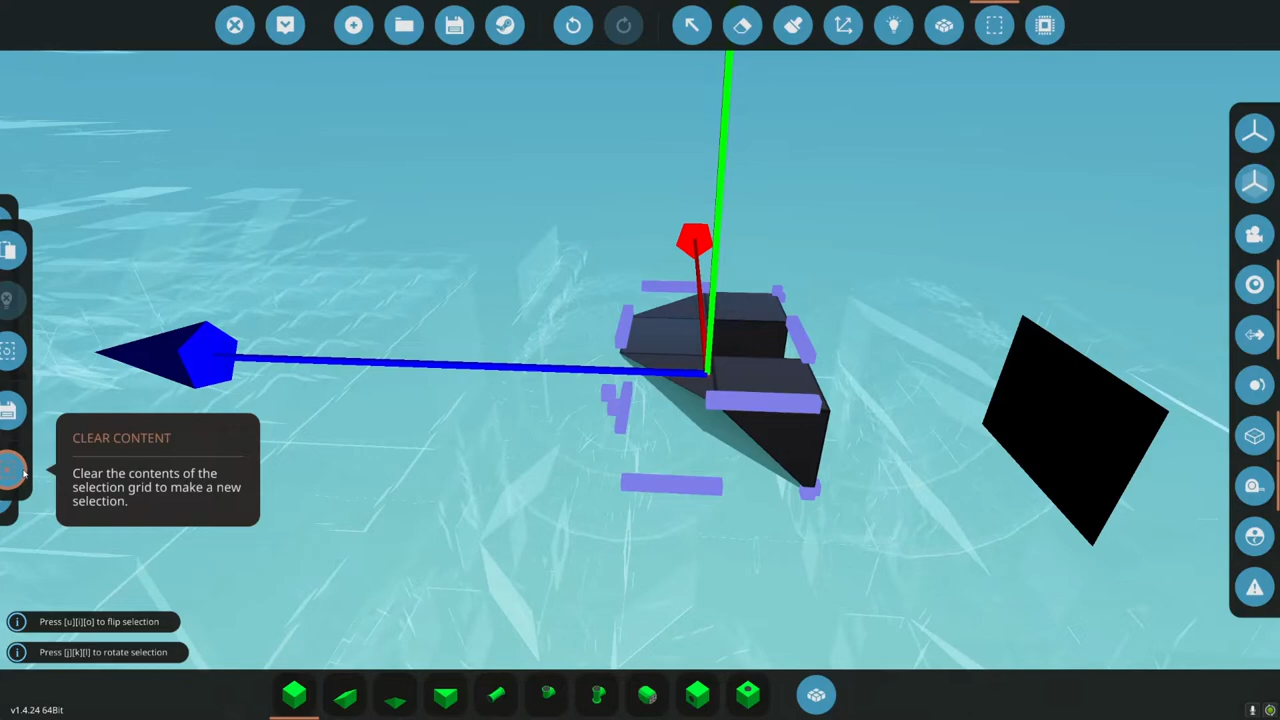 CLEAR CONTENT
Clear the contents of the
selection grid to make a new
selection.
Press [u][i][o] to flip selection
Press [j][k][l] to rotate selection
v1.4.24 64Bit